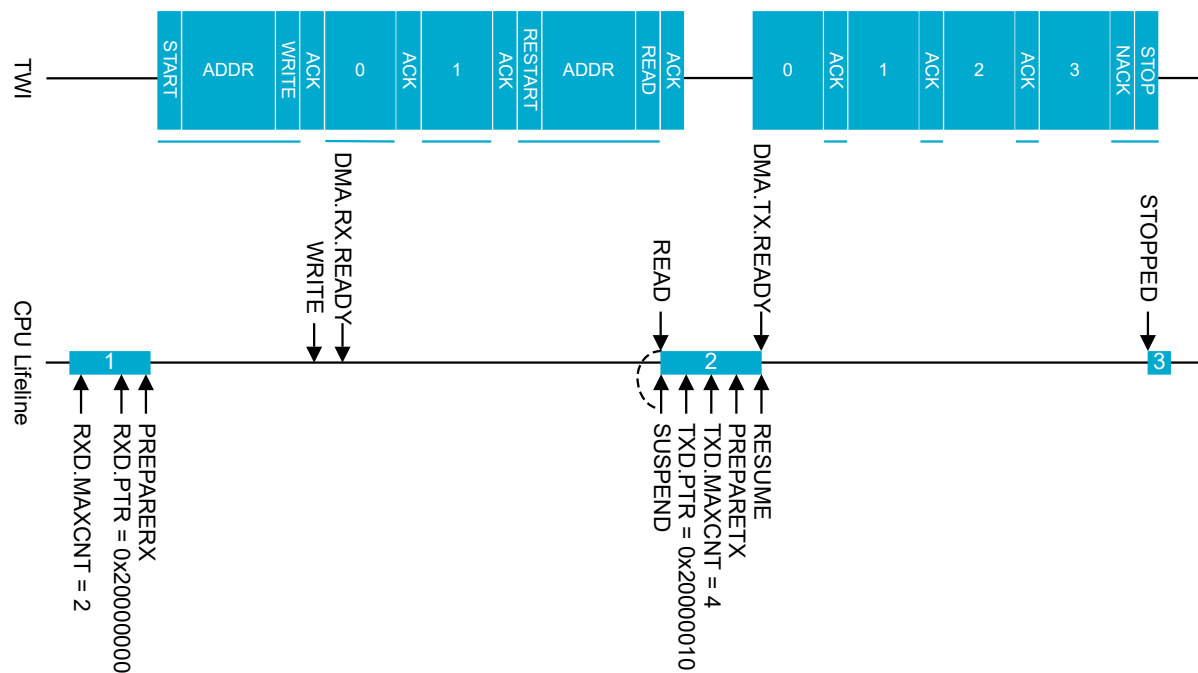 TWI
START
ADDR
WRITE
ACK
0
ACK
1
ACK
RESTART
ADDR
READ
ACK
0
ACK
1
ACK
2
ACK
3
NACK
STOP
WRITE
DMA.RX.READY
READ
DMA.TX.READY
STOPPED
CPU Lifeline
1
2
3
RXD.MAXCNT = 2
RXD.PTR = 0x20000000
PREPARERX
SUSPEND
TXD.PTR = 0x20000010
TXD.MAXCNT = 4
PREPARETX
RESUME